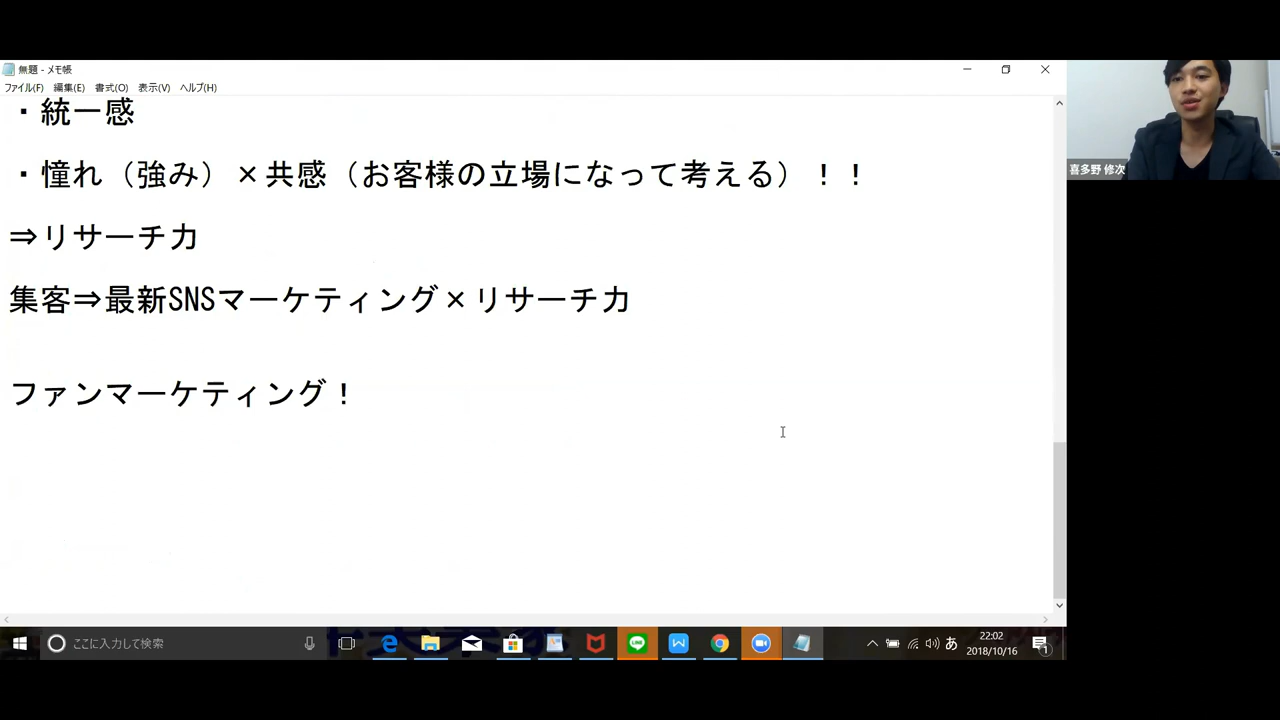 無題 - メモ帳
ファイル(F) 編集(E) 書式(O) 表示(V) ヘルプ(H)
・統一感
・憧れ（強み）×共感（お客様の立場になって考える）！！
⇒リサーチ力
集客⇒最新SNSマーケティング×リサーチ力
ファンマーケティング！
喜多野 修次
ここに入力して検索
LINE
W
あ
22:02
2018/10/16
1